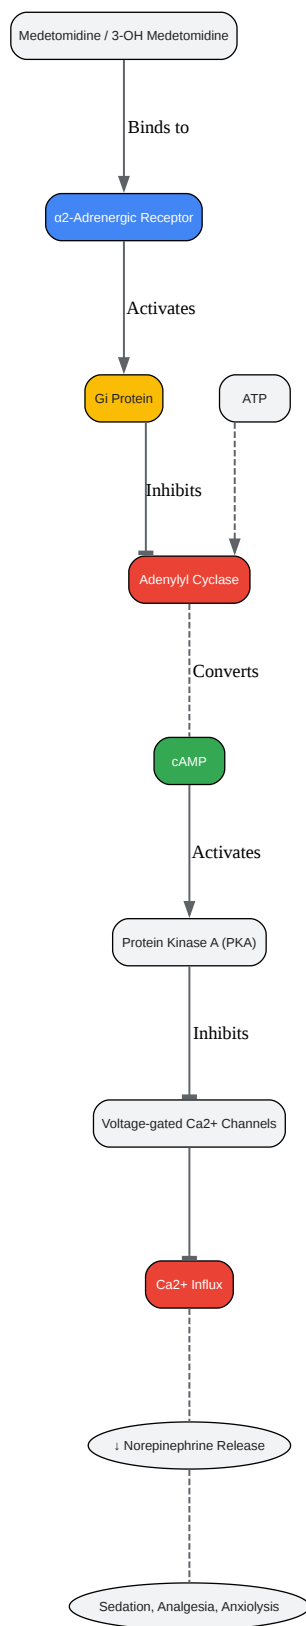 Medetomidine / 3-OH Medetomidine
Binds to
α2-Adrenergic Receptor
Activates
Gi Protein
ATP
Inhibits
Adenylyl Cyclase
Converts
cAMP
Activates
Protein Kinase A (PKA)
Inhibits
Voltage-gated Ca2+ Channels
Ca2+ Influx
↓ Norepinephrine Release
Sedation, Analgesia, Anxiolysis